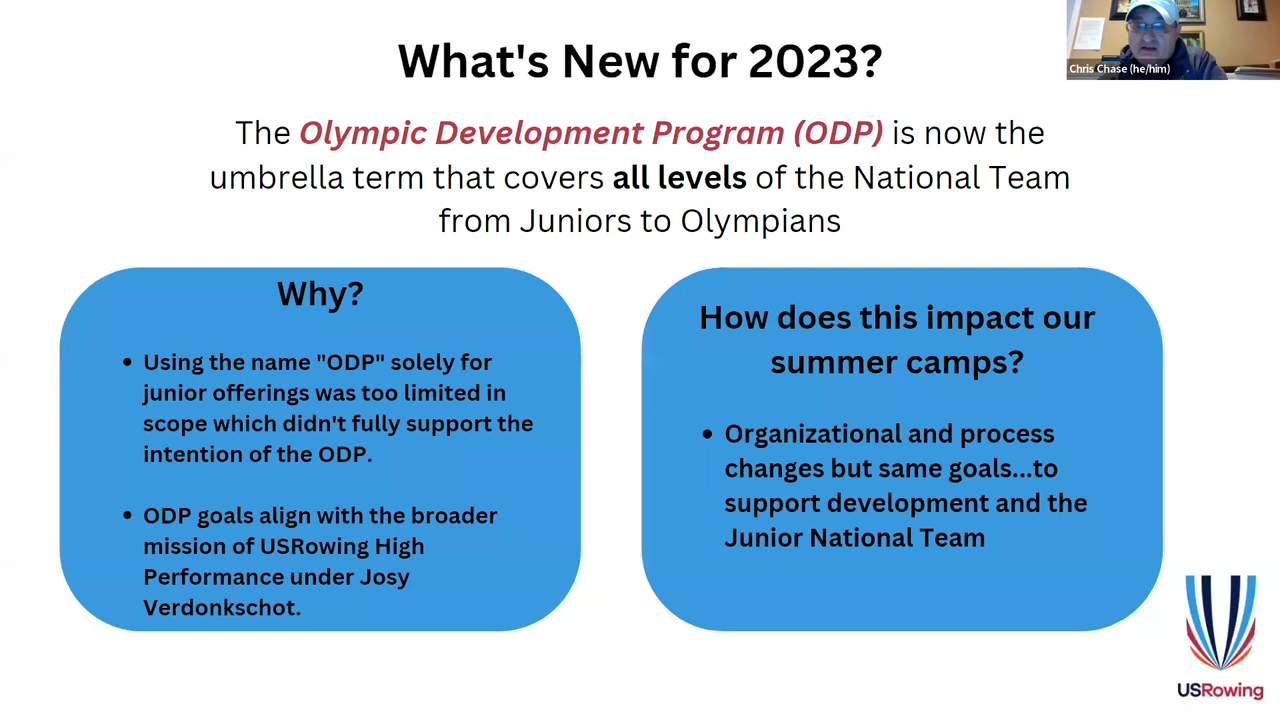 What's New for 2023?
Chris Chase (he/him)
The Olympic Development Program (ODP) is now the
umbrella term that covers all levels of the National Team
from Juniors to Olympians
Why?
• Using the name "ODP" solely for
junior offerings was too limited in
scope which didn't fully support the
intention of the ODP.
• ODP goals align with the broader
mission of USRowing High
Performance under Josy
Verdonkschot.
How does this impact our
summer camps?
• Organizational and process
changes but same goals...to
support development and the
Junior National Team
USRowing